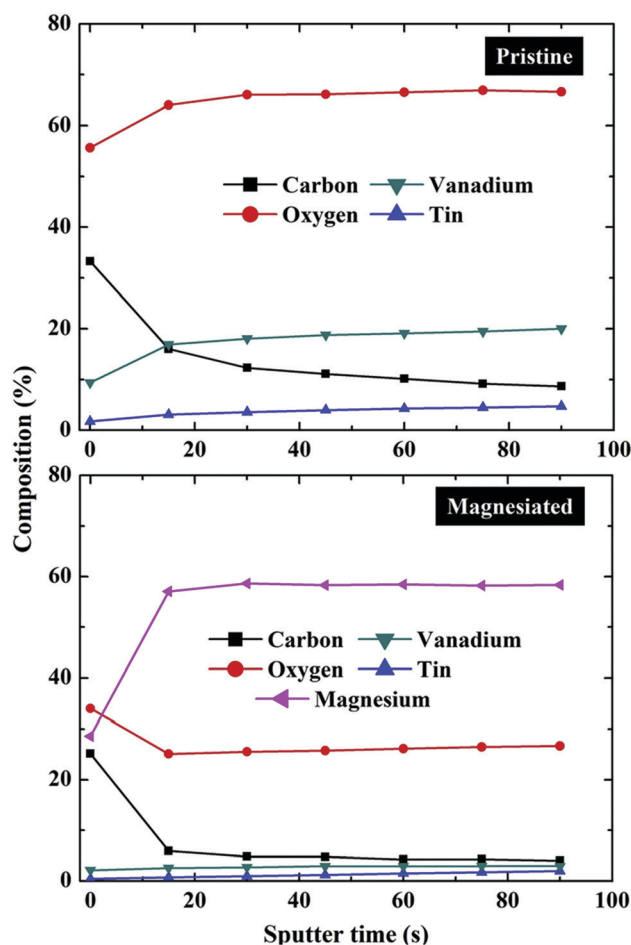 80
Pristine
60
Carbon Vanadium
Oxygen Tin
40
20
0
0 20 40 60 80 100
Composition (%)
80
Magnesiated
60
Carbon Vanadium
Oxygen Tin
Magnesium
40
20
0
0 20 40 60 80 100
Sputter time (s)